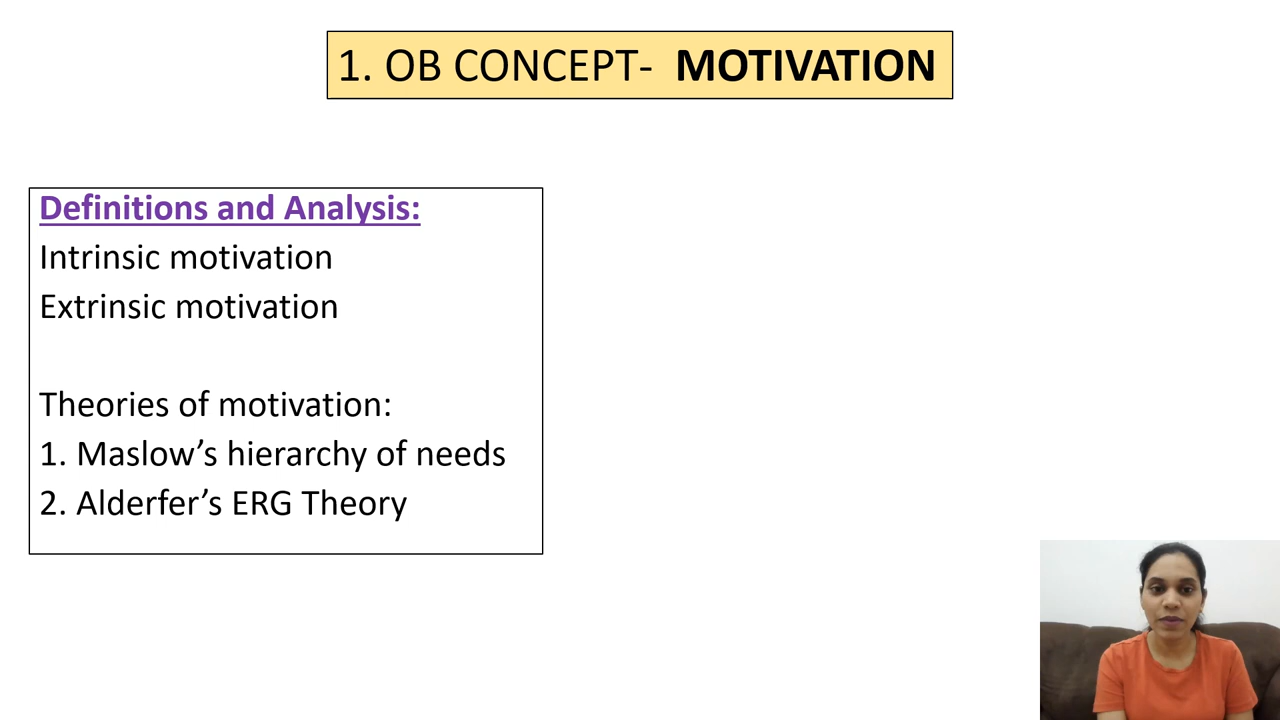 1. OB CONCEPT- MOTIVATION
Definitions and Analysis:
Intrinsic motivation
Extrinsic motivation
Theories of motivation:
1. Maslow’s hierarchy of needs
2. Alderfer’s ERG Theory